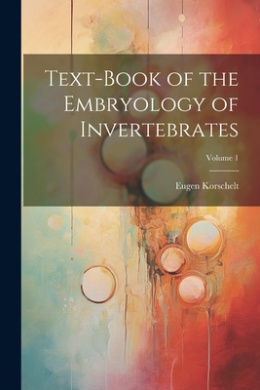 Text-Book of the
Embryology of
Invertebrates
Volume 1
Eugen Korschelt